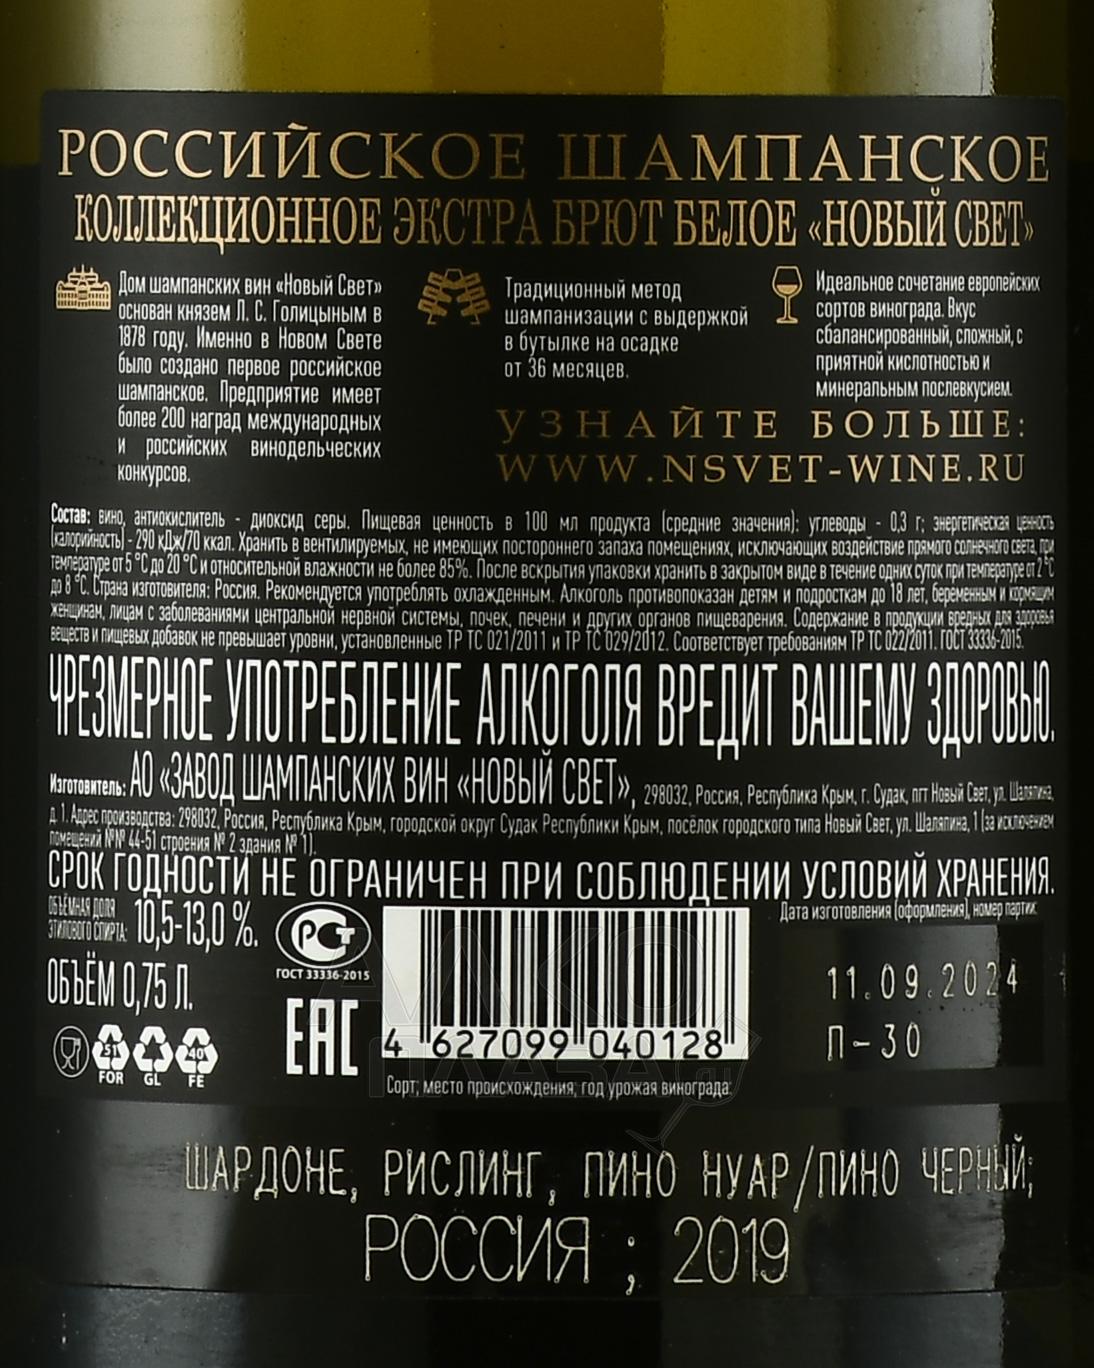 РОССИЙСКОЕ ШАМПАНСКОЕ
КОЛЛЕКЦИОННОЕ ЭКСТРА БРЮТ БЕЛОЕ «НОВЫЙ СВЕТ»
Дом шампанских вин «Новый Свет»
основан князем Л. С. Голицыным в
1878 году. Именно в Новом Свете
было создано первое российское
шампанское. Предприятие имеет
более 200 наград международных
и российских винодельческих
конкурсов.
Традиционный метод
шампанизации с выдержкой
в бутылке на осадке
от 36 месяцев.
Идеальное сочетание европейских
сортов винограда. Вкус
сбалансированный, сложный, с
приятной кислотностью и
минеральным послевкусием.
УЗНАЙТЕ БОЛЬШЕ:
WWW.NSVET-WINE.RU
Состав: вино, антиокислитель - диоксид серы. Пищевая ценность в 100 мл продукта (средние значения): углеводы - 0,3 г; энергетическая ценность
(калорийность) - 290 кДж/70 ккал. Хранить в вентилируемых, не имеющих постороннего запаха помещениях, исключающих воздействие прямого солнечного света, при
температуре от 5 °С до 20 °С и относительной влажности не более 85%. После вскрытия упаковки хранить в закрытом виде в течение одних суток при температуре от 2 °С
до 8 °С. Страна изготовителя: Россия. Рекомендуется употреблять охлажденным. Алкоголь противопоказан детям и подросткам до 18 лет, беременным и кормящим
женщинам, лицам с заболеваниями центральной нервной системы, почек, печени и других органов пищеварения. Содержание в продукции вредных для здоровья
веществ и пищевых добавок не превышает уровни, установленные ТР ТС 021/2011 и ТР ТС 029/2012. Соответствует требованиям ТР ТС 022/2011. ГОСТ 33336-2015.
ЧРЕЗМЕРНОЕ УПОТРЕБЛЕНИЕ АЛКОГОЛЯ ВРЕДИТ ВАШЕМУ ЗДОРОВЬЮ.
Изготовитель: АО «ЗАВОД ШАМПАНСКИХ ВИН «НОВЫЙ СВЕТ», 298032, Россия, Республика Крым, г. Судак, пгт Новый Свет, ул. Шаляпина,
д. 1. Адрес производства: 298032, Россия, Республика Крым, городской округ Судак Республики Крым, посёлок городского типа Новый Свет, ул. Шаляпина, 1 (за исключением
помещений №№ 44-51 строения № 2 здания № 1).
СРОК ГОДНОСТИ НЕ ОГРАНИЧЕН ПРИ СОБЛЮДЕНИИ УСЛОВИЙ ХРАНЕНИЯ.
ОБЪЁМНАЯ ДОЛЯ
ЭТИЛОВОГО СПИРТА: 10,5-13,0 %.
ОБЪЁМ 0,75 Л.
РСТ
ГОСТ 33336-2015
EAC
51 40
FOR GL FE
4 627099 040128
Дата изготовления (оформления), номер партии:
11.09.2024
П-30
Сорт; место происхождения; год урожая винограда:
ШАРДОНЕ, РИСЛИНГ, ПИНО НУАР/ПИНО ЧЕРНЫЙ;
РОССИЯ ; 2019
АЛКО
ПЛАЗА.ru